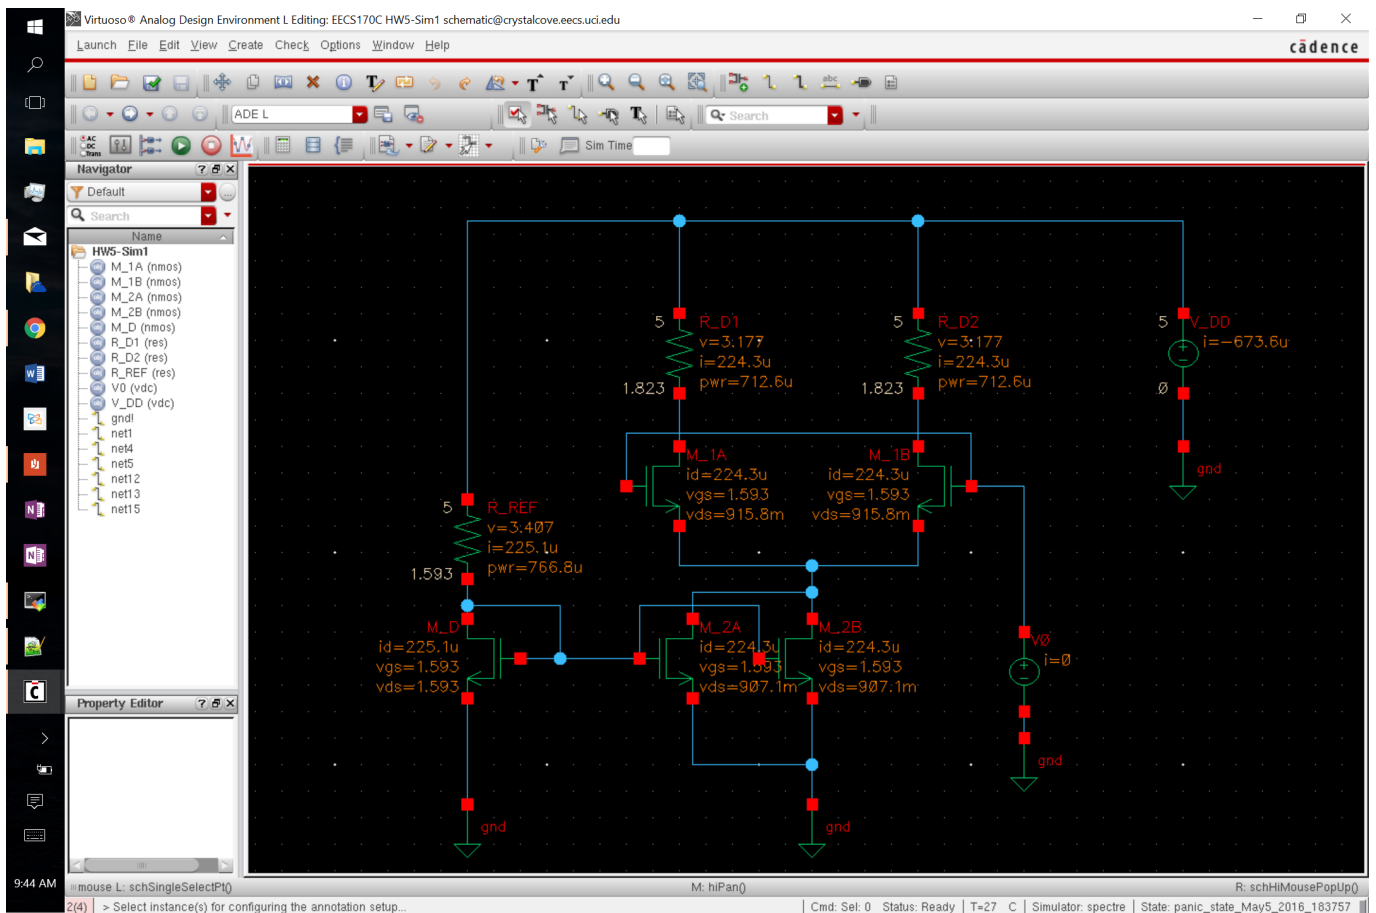 Virtuoso® Analog Design Environment L Editing: EECS170C HW5-Sim1 schematic@crystalcove.eecs.uci.edu
Launch File Edit View Create Check Options Window Help
cādence
abc
ADE L
Search
AC
DC
Trans
Sim Time
Navigator
Default
Search
Name
HW5-Sim1
M_1A (nmos)
M_1B (nmos)
M_2A (nmos)
M_2B (nmos)
M_D (nmos)
R_D1 (res)
R_D2 (res)
R_REF (res)
V0 (vdc)
V_DD (vdc)
gnd!
net1
net4
net5
net12
net13
net15
Property Editor
5
R_D1
v=3.177
i=224.3u
pwr=712.6u
1.823
5
R_D2
v=3.177
i=224.3u
pwr=712.6u
1.823
5
V_DD
i=-673.6u
0
gnd
M_1A
id=224.3u
vgs=1.593
vds=915.8m
M_1B
id=224.3u
vgs=1.593
vds=915.8m
5
R_REF
v=3.407
i=225.1u
pwr=766.8u
1.593
M_D
id=225.1u
vgs=1.593
vds=1.593
M_2A
id=224.3u
vgs=1.593
vds=907.1m
M_2B
id=224.3u
vgs=1.593
vds=907.1m
V0
i=0
gnd
gnd
gnd
9:44 AM
mouse L: schSingleSelectPt()
M: hiPan()
R: schHiMousePopUp()
2(4) > Select instance(s) for configuring the annotation setup...
Cmd: Sel: 0 Status: Ready T=27 C Simulator: spectre State: panic_state_May5_2016_183757